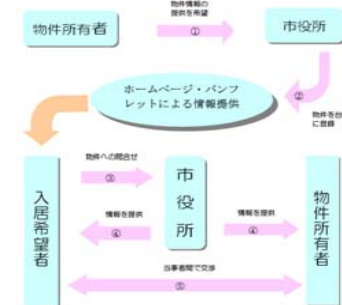 物件情報の
提供を希望
物件所有者
①
市役所
ホームページ・パンフ
レットによる情報提供
②
物件を台
に登録
物件への問合せ
③
入居希望者
市役所
物件所有者
情報を提供
④
情報を提供
④
当事者間で交渉
⑤